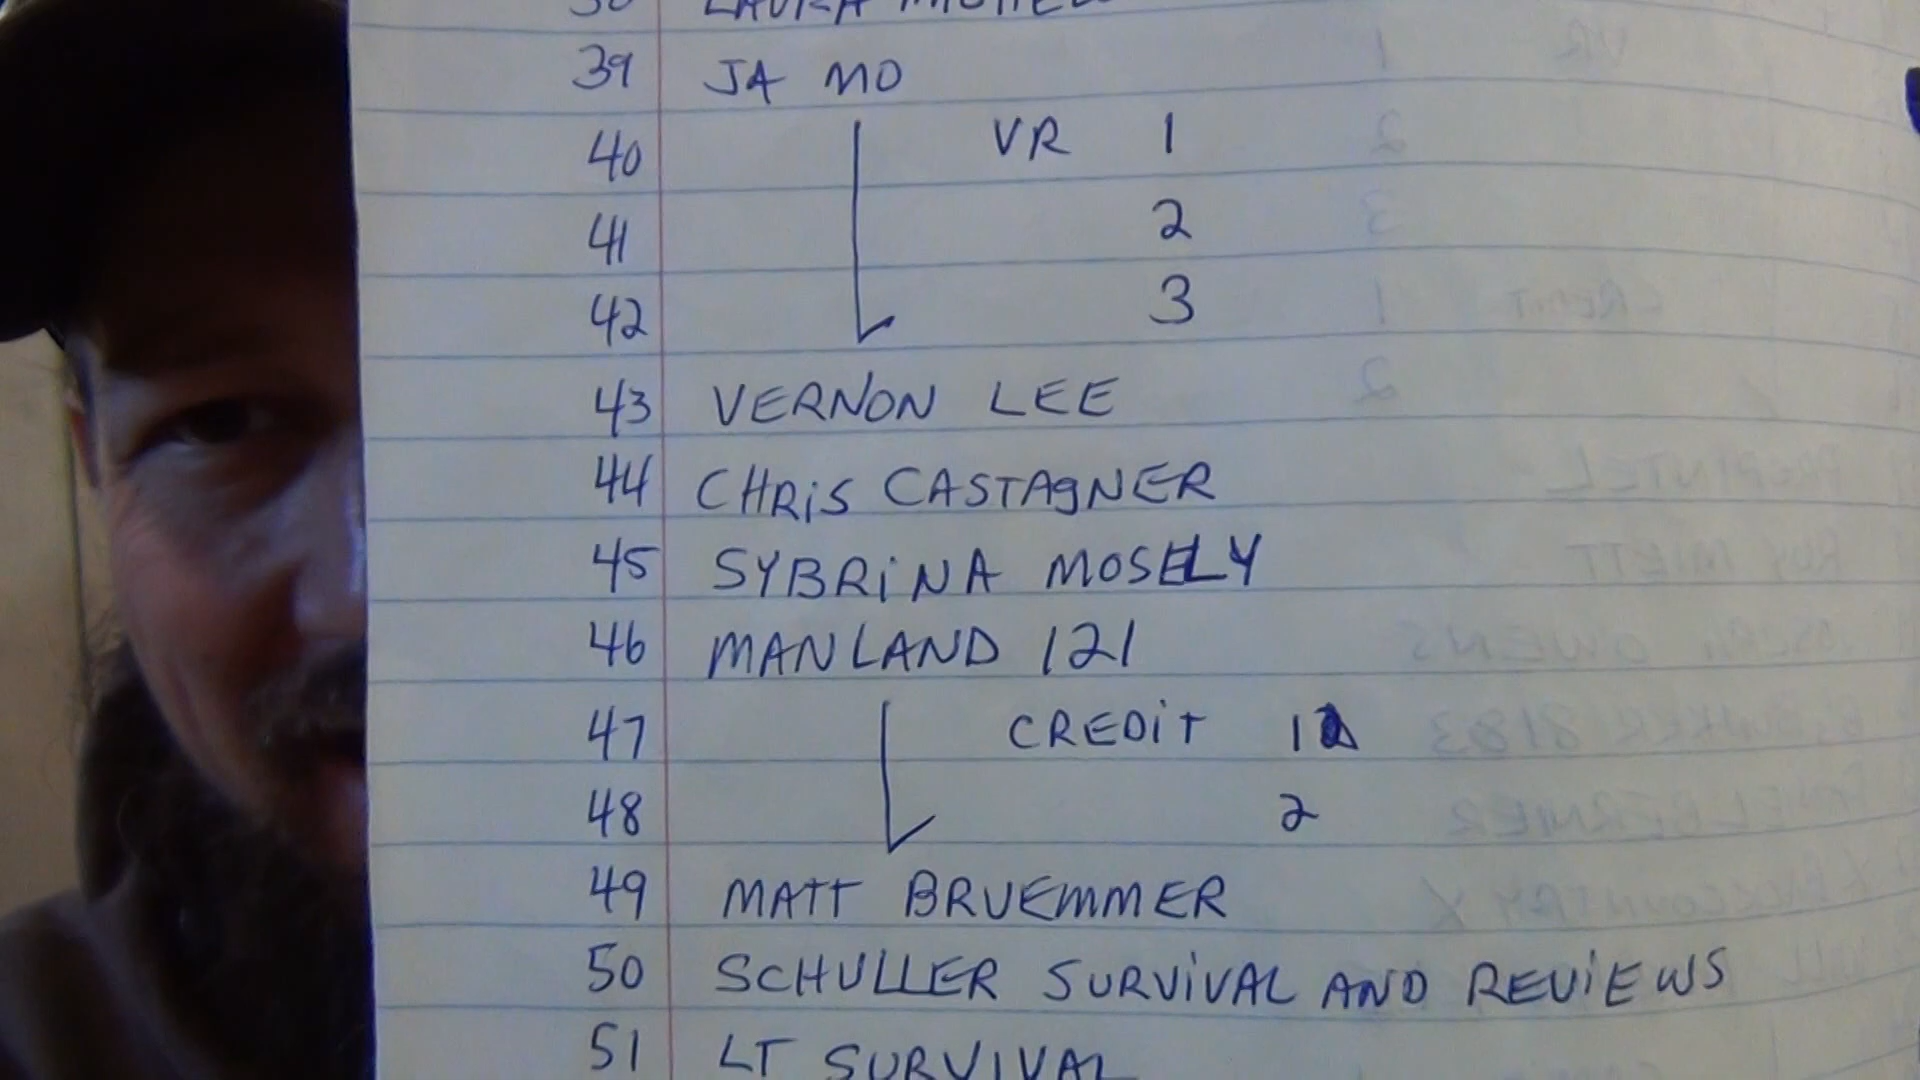 39 JA MO
40 VR 1
41 2
42 3
43 VERNON LEE
44 CHRiS CASTAgNER
45 SYBRiNA MOSELY
46 MANLAND 121
47 CREDiT 1
48 2
49 MATT BRUEMMER
50 SCHULLER SURViVAL AND REViEWS
51 LT SURVIVAL